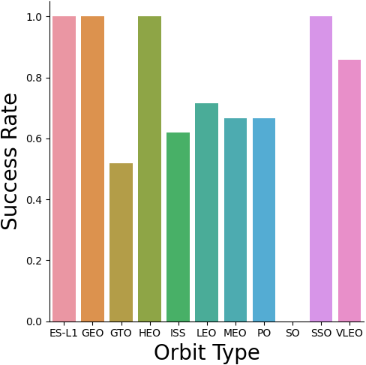 Success Rate
1.0
0.8
0.6
0.4
0.2
0.0
ES-L1 GEO GTO HEO ISS LEO MEO PO SO SSO VLEO
Orbit Type